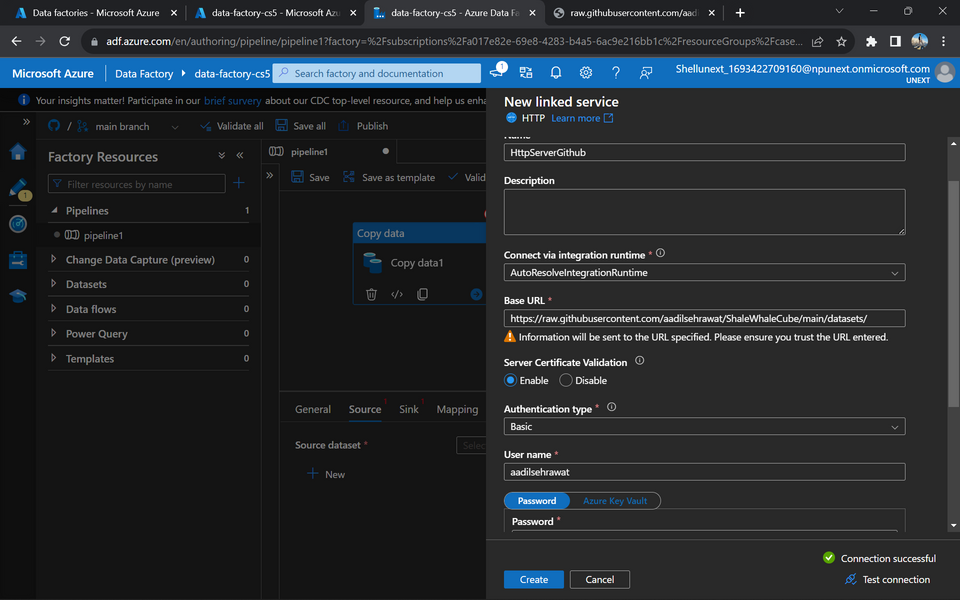 Data factories - Microsoft Azure
data-factory-cs5 - Microsoft Az
data-factory-cs5 - Azure Data F
raw.githubusercontent.com/aadi
adf.azure.com/en/authoring/pipeline/pipeline1?factory=%2Fsubscriptions%2Fa017e82e-69e8-4283-b4a5-6ac9e216bb1c%2FresourceGroups%2Fcase...
Microsoft Azure
Data Factory
data-factory-cs5
Search factory and documentation
1
Shellunext_1693422709160@npunext.onmicrosoft.com
UNEXT
Your insights matter! Participate in our brief survey about our CDC top-level resource, and help us enha
/ main branch
Validate all
Save all
Publish
Factory Resources
Filter resources by name
1
Pipelines 1
pipeline1
Change Data Capture (preview) 0
Datasets 0
Data flows 0
Power Query 0
Templates 0
pipeline1
Save
Save as template
Valid
Copy data
Copy data1
General
Source
Sink
Mapping
Source dataset *
Selec
New
New linked service
HTTP Learn more
Name
HttpServerGithub
Description
Connect via integration runtime *
AutoResolveIntegrationRuntime
Base URL *
https://raw.githubusercontent.com/aadilsehrawat/ShaleWhaleCube/main/datasets/
Information will be sent to the URL specified. Please ensure you trust the URL entered.
Server Certificate Validation
Enable
Disable
Authentication type *
Basic
User name *
aadilsehrawat
Password
Azure Key Vault
Password *
Connection successful
Create
Cancel
Test connection